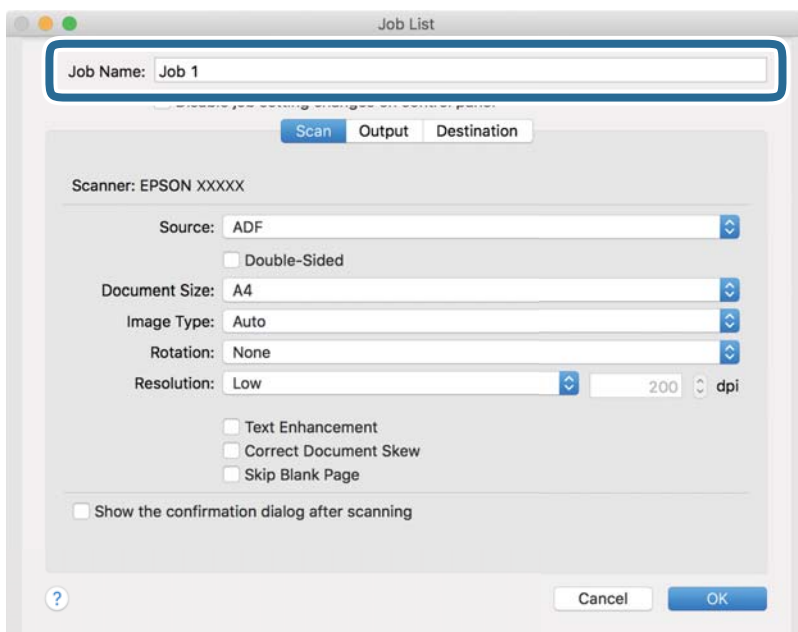 Job List
Job Name: Job 1
Scan Output Destination
Scanner: EPSON XXXXX
Source: ADF
Double-Sided
Document Size: A4
Image Type: Auto
Rotation: None
Resolution: Low 200 dpi
Text Enhancement
Correct Document Skew
Skip Blank Page
Show the confirmation dialog after scanning
? Cancel OK